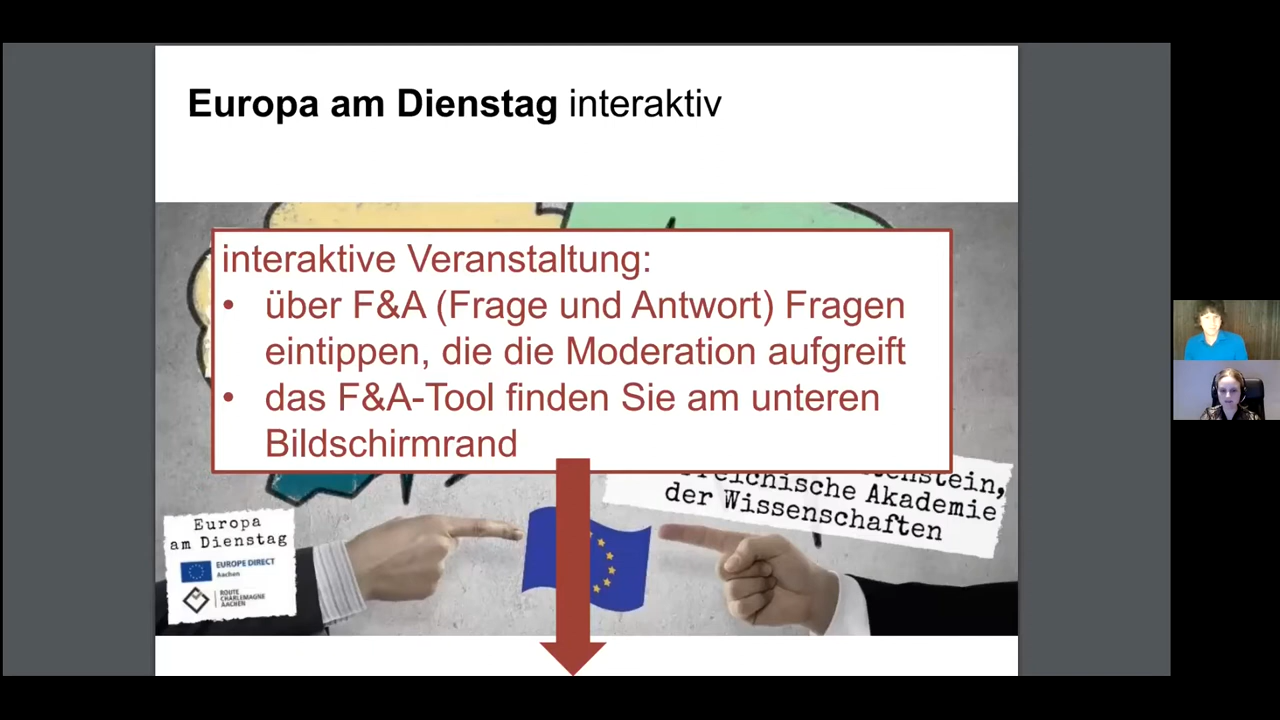 Europa am Dienstag interaktiv
interaktive Veranstaltung:
• über F&A (Frage und Antwort) Fragen
eintippen, die die Moderation aufgreift
• das F&A-Tool finden Sie am unteren
Bildschirmrand
der Wissenschaften
Akademie
Europa
am Dienstag
EUROPE DIRECT
Aachen
ROUTE
CHARLEMAGNE
AACHEN